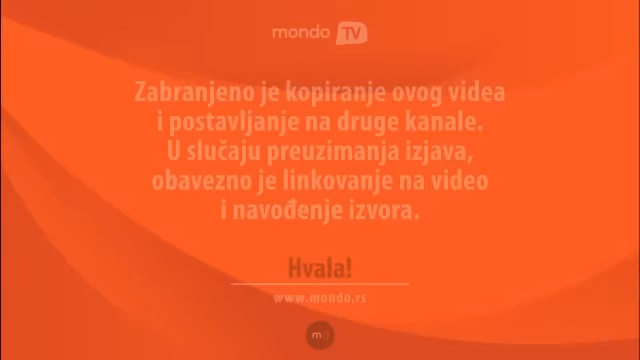 mondo TV
Zabranjeno je kopiranje ovog videa
i postavljanje na druge kanale.
U slučaju preuzimanja izjava,
obavezno je linkovanje na video
i navođenje izvora.
Hvala!
www.mondo.rs
m